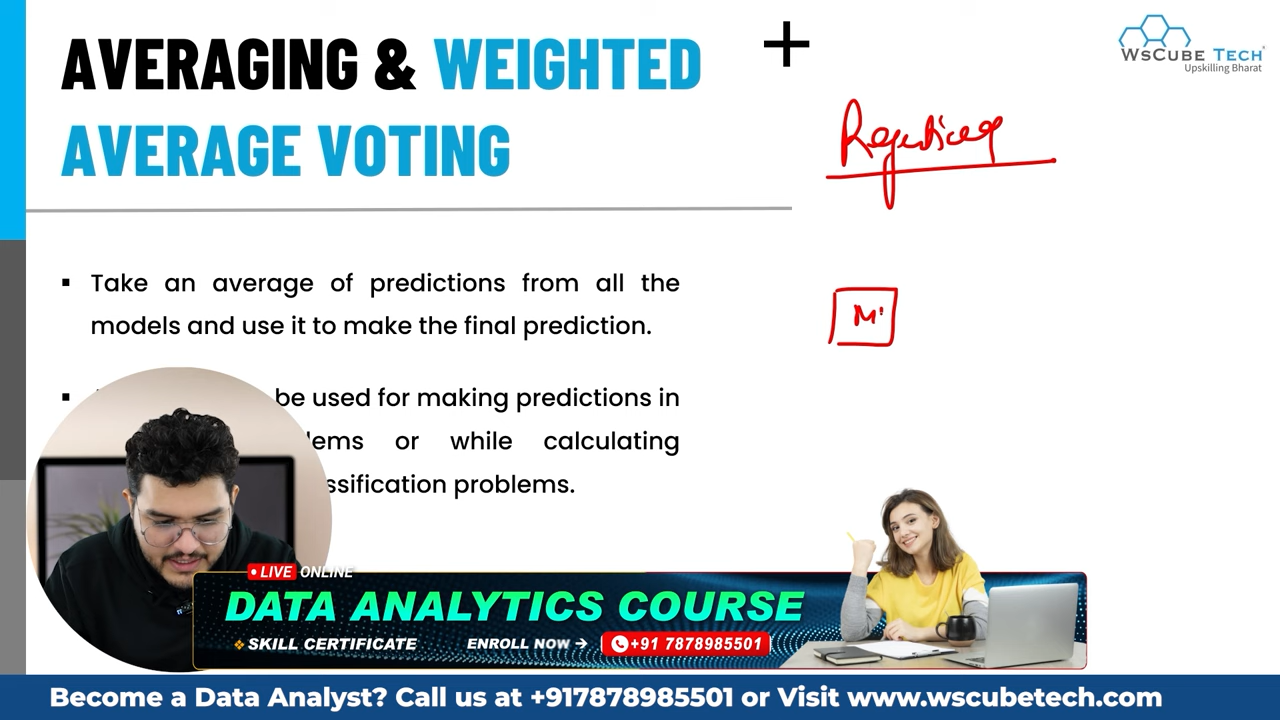 AVERAGING & WEIGHTED
AVERAGE VOTING
WSCUBE TECH
Upskilling Bharat
▪ Take an average of predictions from all the
models and use it to make the final prediction.
▪ be used for making predictions in
or while calculating
problems.
M1
• LIVE ONLINE
DATA ANALYTICS COURSE
SKILL CERTIFICATE ENROLL NOW → +91 7878985501
Become a Data Analyst? Call us at +917878985501 or Visit www.wscubetech.com